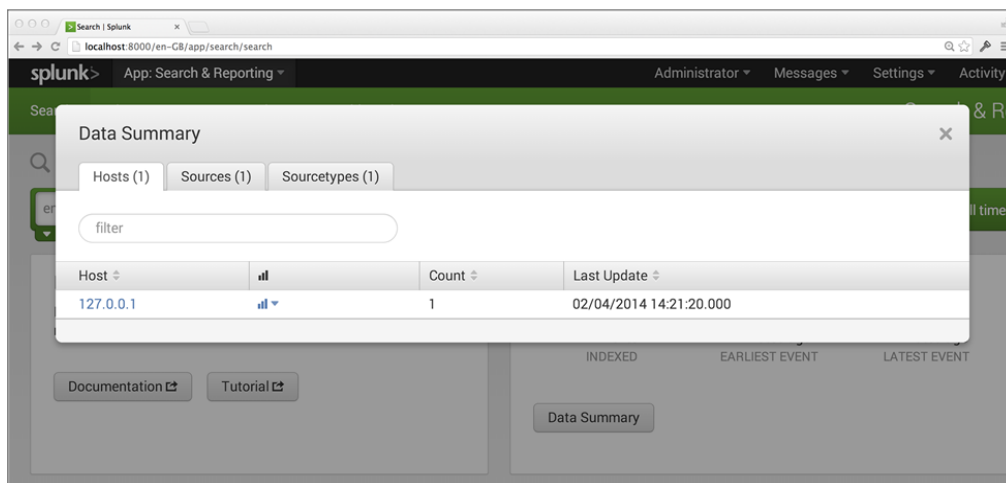 Search | Splunk
localhost:8000/en-GB/app/search/search
splunk> App: Search & Reporting Administrator Messages Settings Activity
Data Summary
Hosts (1) Sources (1) Sourcetypes (1)
filter
ll time
Host Count Last Update
127.0.0.1 1 02/04/2014 14:21:20.000
INDEXED EARLIEST EVENT LATEST EVENT
Documentation Tutorial
Data Summary